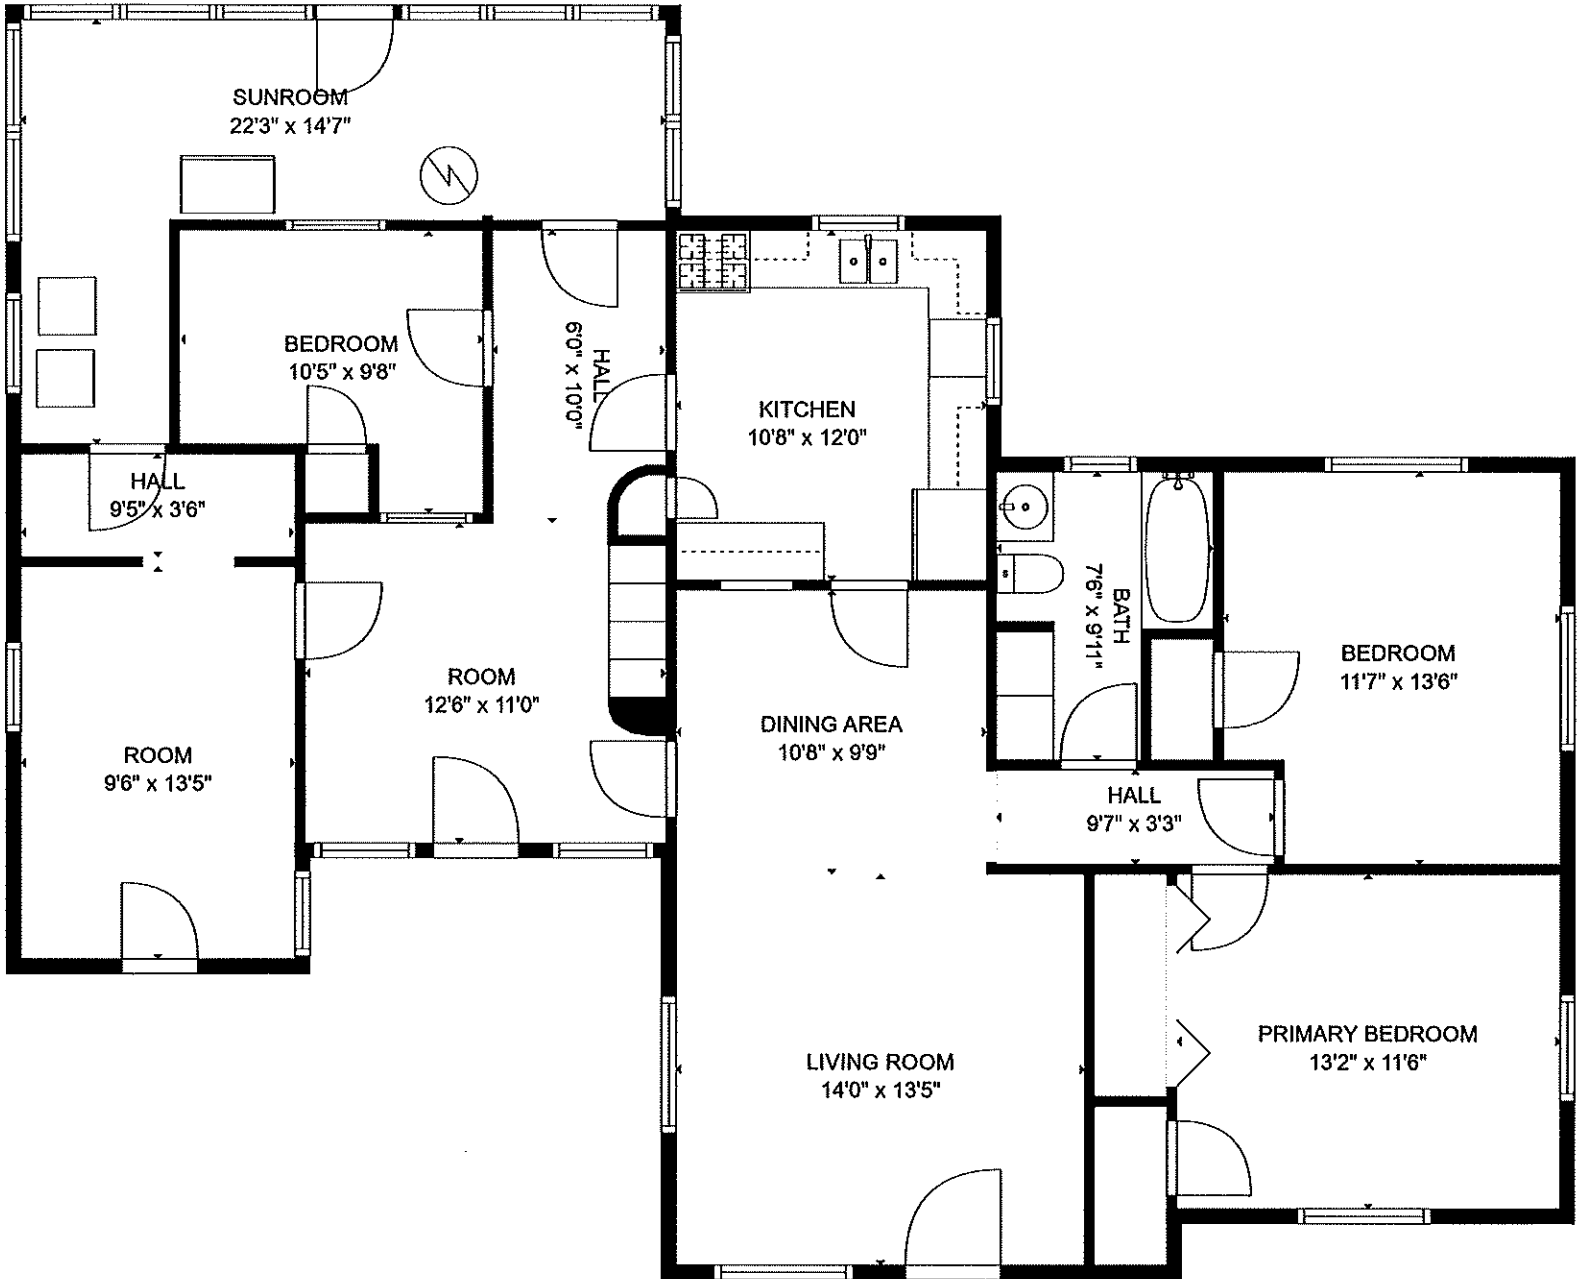 SUNROOM
22'3" x 14'7"
BEDROOM
10'5" x 9'8"
HALL
6'0" x 10'0"
KITCHEN
10'8" x 12'0"
HALL
9'5" x 3'6"
BATH
7'6" x 9'11"
BEDROOM
11'7" x 13'6"
ROOM
12'6" x 11'0"
DINING AREA
10'8" x 9'9"
ROOM
9'6" x 13'5"
HALL
9'7" x 3'3"
PRIMARY BEDROOM
13'2" x 11'6"
LIVING ROOM
14'0" x 13'5"